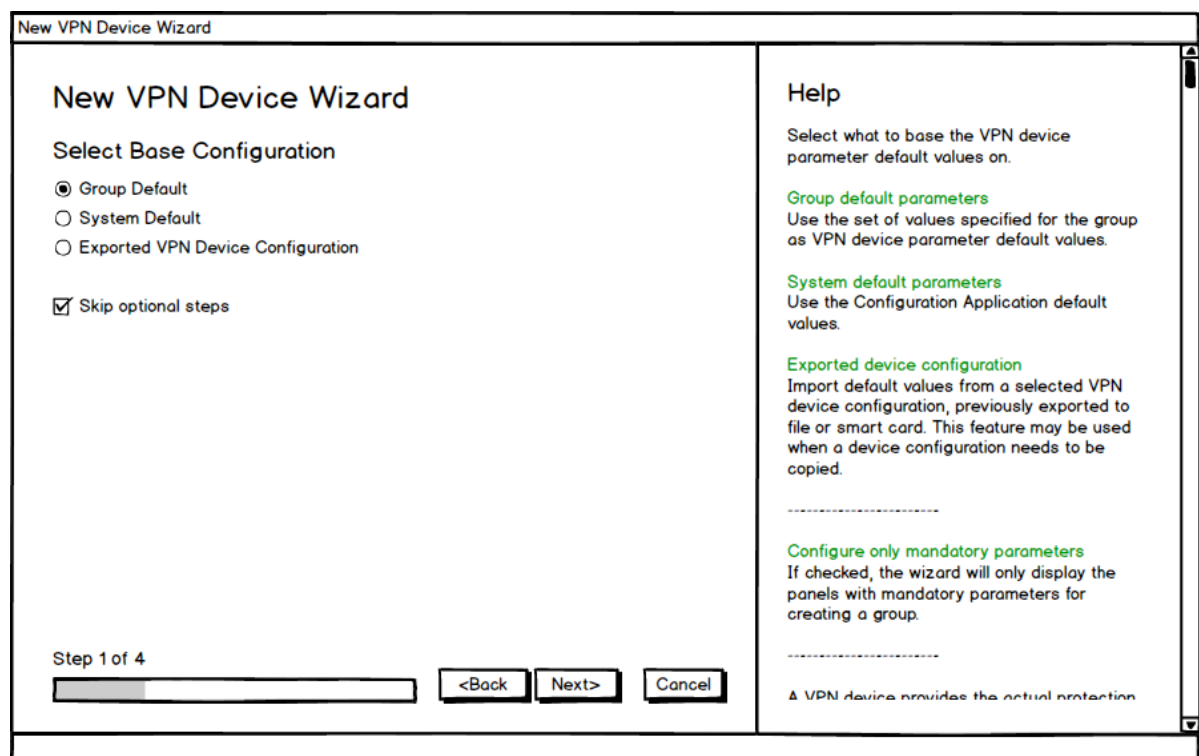 New VPN Device Wizard
New VPN Device Wizard
Select Base Configuration
Group Default
System Default
Exported VPN Device Configuration
Skip optional steps
Step 1 of 4
<Back
Next>
Cancel
Help
Select what to base the VPN device
parameter default values on.
Group default parameters
Use the set of values specified for the group
as VPN device parameter default values.
System default parameters
Use the Configuration Application default
values.
Exported device configuration
Import default values from a selected VPN
device configuration, previously exported to
file or smart card. This feature may be used
when a device configuration needs to be
copied.
------------------------
Configure only mandatory parameters
If checked, the wizard will only display the
panels with mandatory parameters for
creating a group.
------------------------
A VPN device provides the actual protection